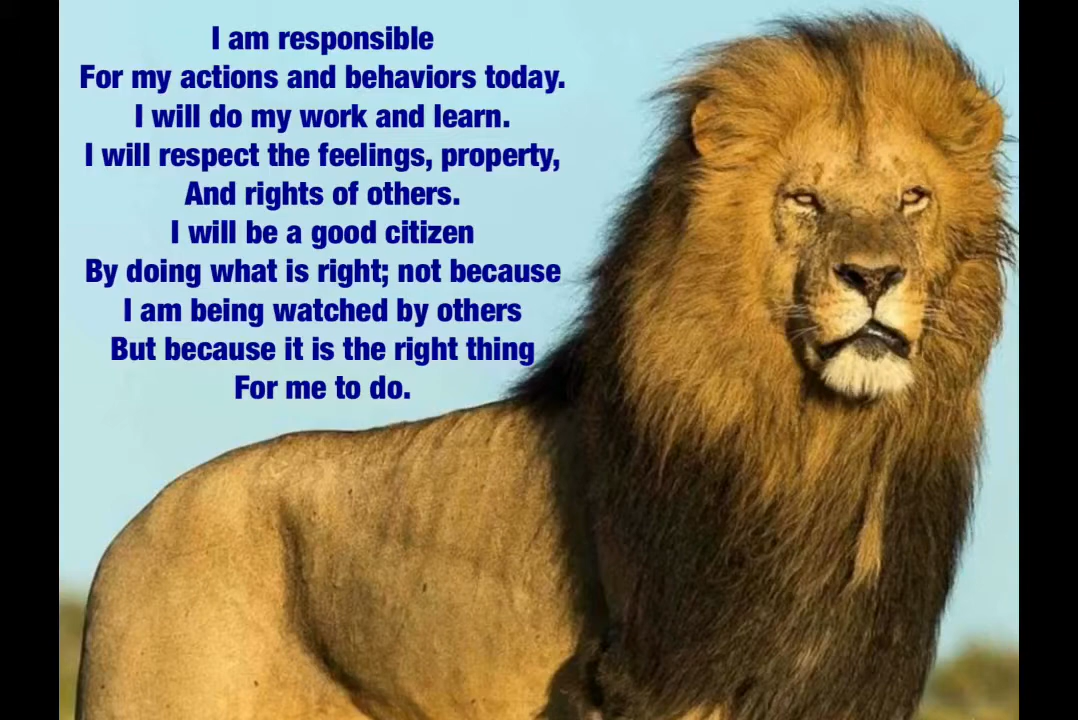 I am responsible
For my actions and behaviors today.
I will do my work and learn.
I will respect the feelings, property,
And rights of others.
I will be a good citizen
By doing what is right; not because
I am being watched by others
But because it is the right thing
For me to do.